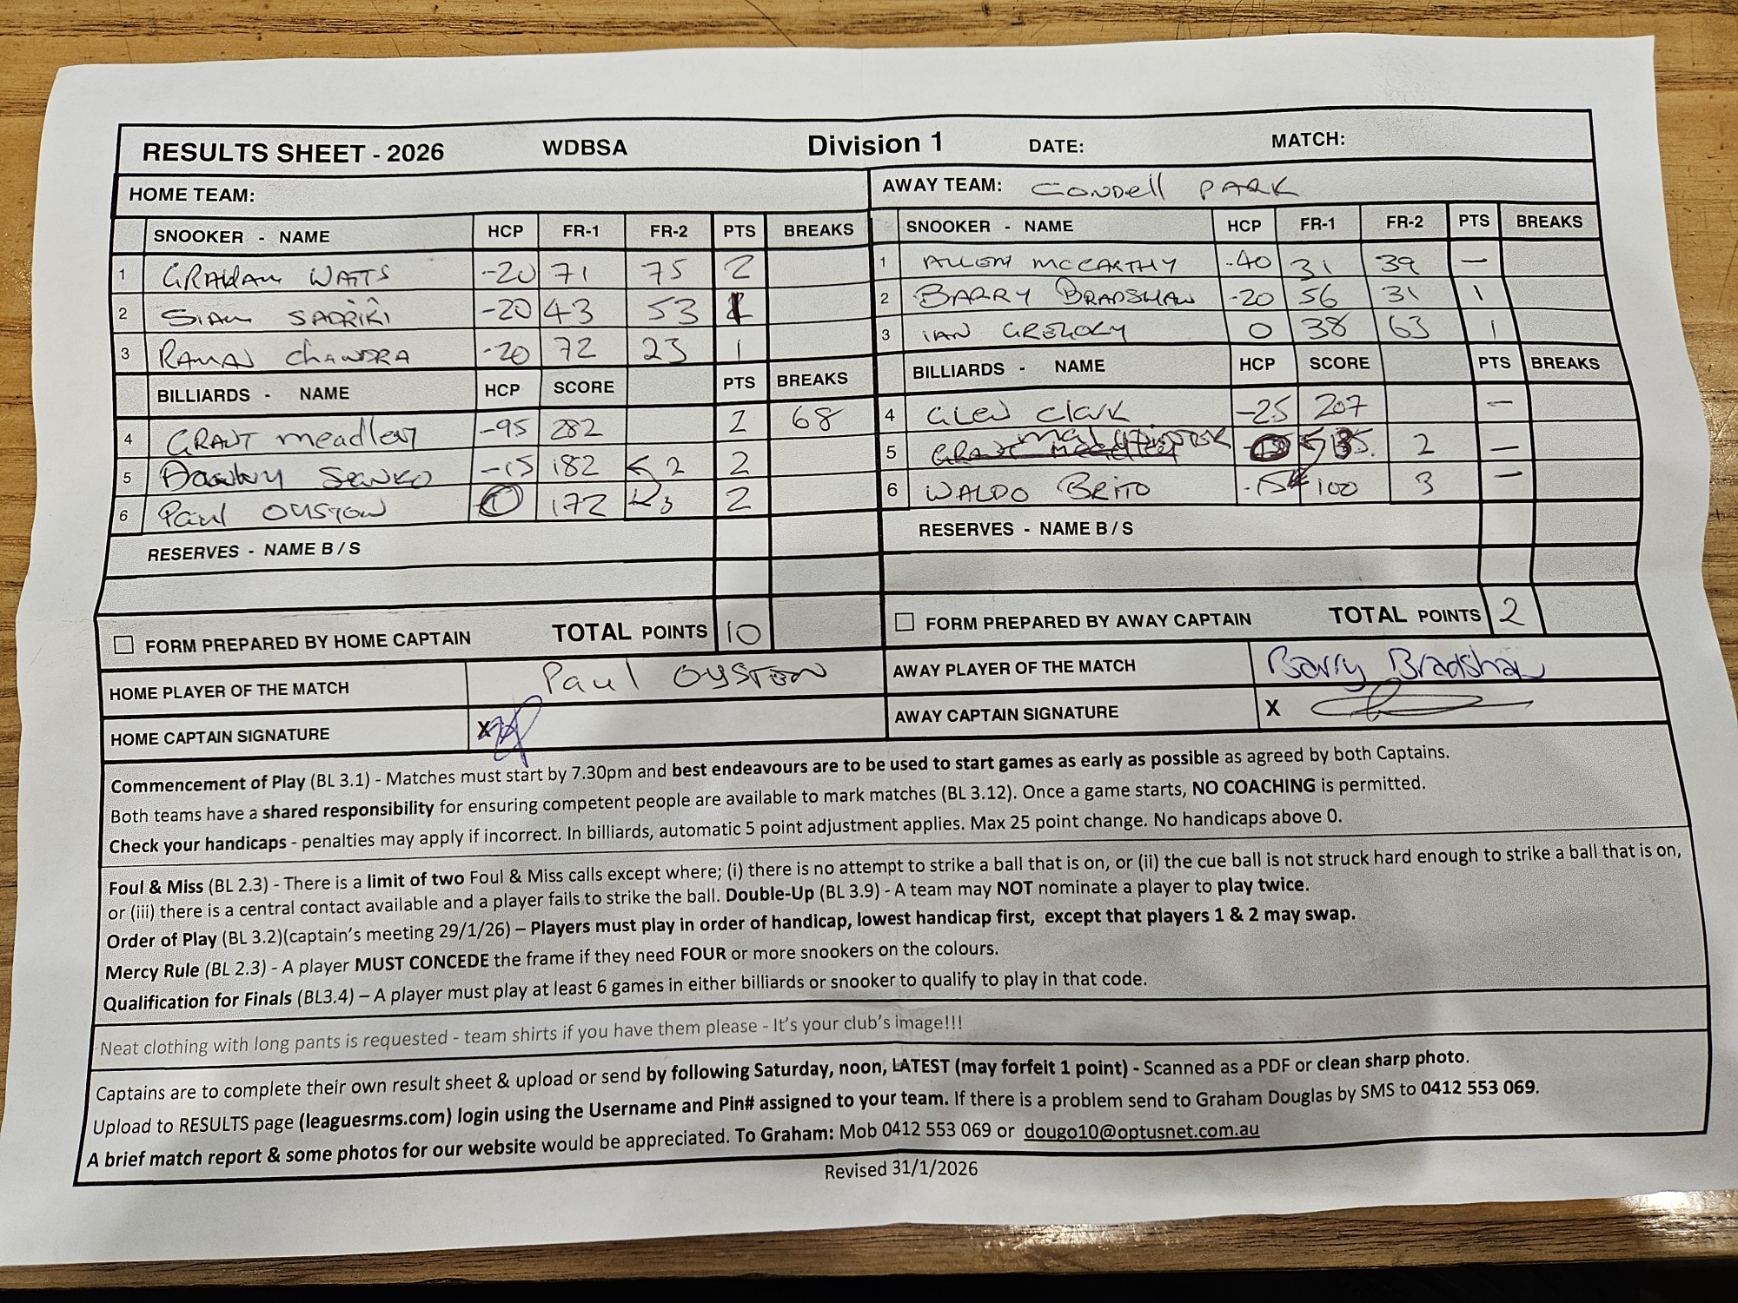 RESULTS SHEET - 2026 WDBSA Division 1 DATE: MATCH:
HOME TEAM: AWAY TEAM: CONDELL PARK
SNOOKER - NAME HCP FR-1 FR-2 PTS BREAKS SNOOKER - NAME HCP FR-1 FR-2 PTS BREAKS
1 GRAHAM WATTS -20 71 75 2 1 ALLEN MCCARTHY -40 31 39 —
2 SIAM SADRIKI -20 43 53 1 2 BARRY BRADSHAW -20 56 31 1
3 RAMAN CHANDRA -20 72 23 1 3 IAN GREGORY 0 38 63 1
BILLIARDS - NAME HCP SCORE PTS BREAKS BILLIARDS - NAME HCP SCORE PTS BREAKS
4 GRANT meadlent -95 282 2 68 4 GLEN Clark -25 207 —
5 SENKO -15 182 2 2 5 2 —
6 Paul OYSTON 172 3 2 6 WALDO BRITO -15 100 3 —
RESERVES - NAME B / S RESERVES - NAME B / S
FORM PREPARED BY HOME CAPTAIN TOTAL POINTS 10 FORM PREPARED BY AWAY CAPTAIN TOTAL POINTS 2
HOME PLAYER OF THE MATCH Paul OYSTON AWAY PLAYER OF THE MATCH Barry Bradshaw
HOME CAPTAIN SIGNATURE X AWAY CAPTAIN SIGNATURE X
Commencement of Play (BL 3.1) - Matches must start by 7.30pm and best endeavours are to be used to start games as early as possible as agreed by both Captains.
Both teams have a shared responsibility for ensuring competent people are available to mark matches (BL 3.12). Once a game starts, NO COACHING is permitted.
Check your handicaps - penalties may apply if incorrect. In billiards, automatic 5 point adjustment applies. Max 25 point change. No handicaps above 0.
Foul & Miss (BL 2.3) - There is a limit of two Foul & Miss calls except where; (i) there is no attempt to strike a ball that is on, or (ii) the cue ball is not struck hard enough to strike a ball that is on,
or (iii) there is a central contact available and a player fails to strike the ball. Double-Up (BL 3.9) - A team may NOT nominate a player to play twice.
Order of Play (BL 3.2)(captain's meeting 29/1/26) – Players must play in order of handicap, lowest handicap first, except that players 1 & 2 may swap.
Mercy Rule (BL 2.3) - A player MUST CONCEDE the frame if they need FOUR or more snookers on the colours.
Qualification for Finals (BL3.4) – A player must play at least 6 games in either billiards or snooker to qualify to play in that code.
Neat clothing with long pants is requested - team shirts if you have them please - It's your club's image!!!
Captains are to complete their own result sheet & upload or send by following Saturday, noon, LATEST (may forfeit 1 point) - Scanned as a PDF or clean sharp photo.
Upload to RESULTS page (leaguesrms.com) login using the Username and Pin# assigned to your team. If there is a problem send to Graham Douglas by SMS to 0412 553 069.
A brief match report & some photos for our website would be appreciated. To Graham: Mob 0412 553 069 or dougo10@optusnet.com.au
Revised 31/1/2026